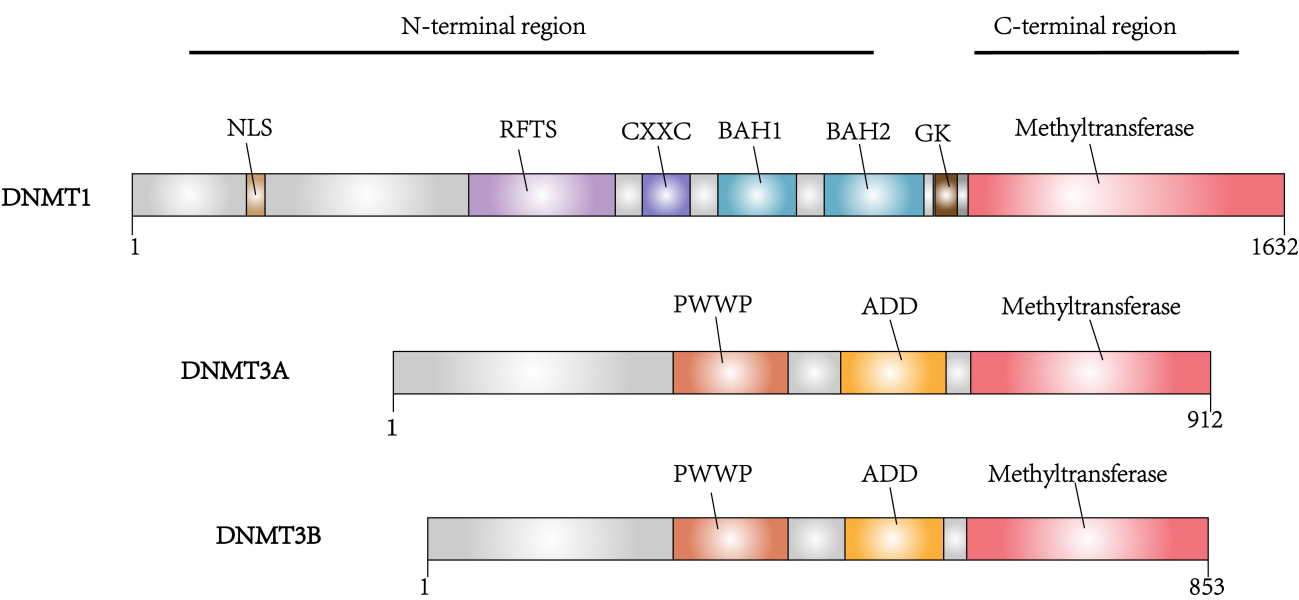 N-terminal region
C-terminal region
NLS
RFTS
CXXC
BAH1
BAH2
GK
Methyltransferase
DNMT1
1
1632
PWWP
ADD
Methyltransferase
DNMT3A
1
912
PWWP
ADD
Methyltransferase
DNMT3B
1
853